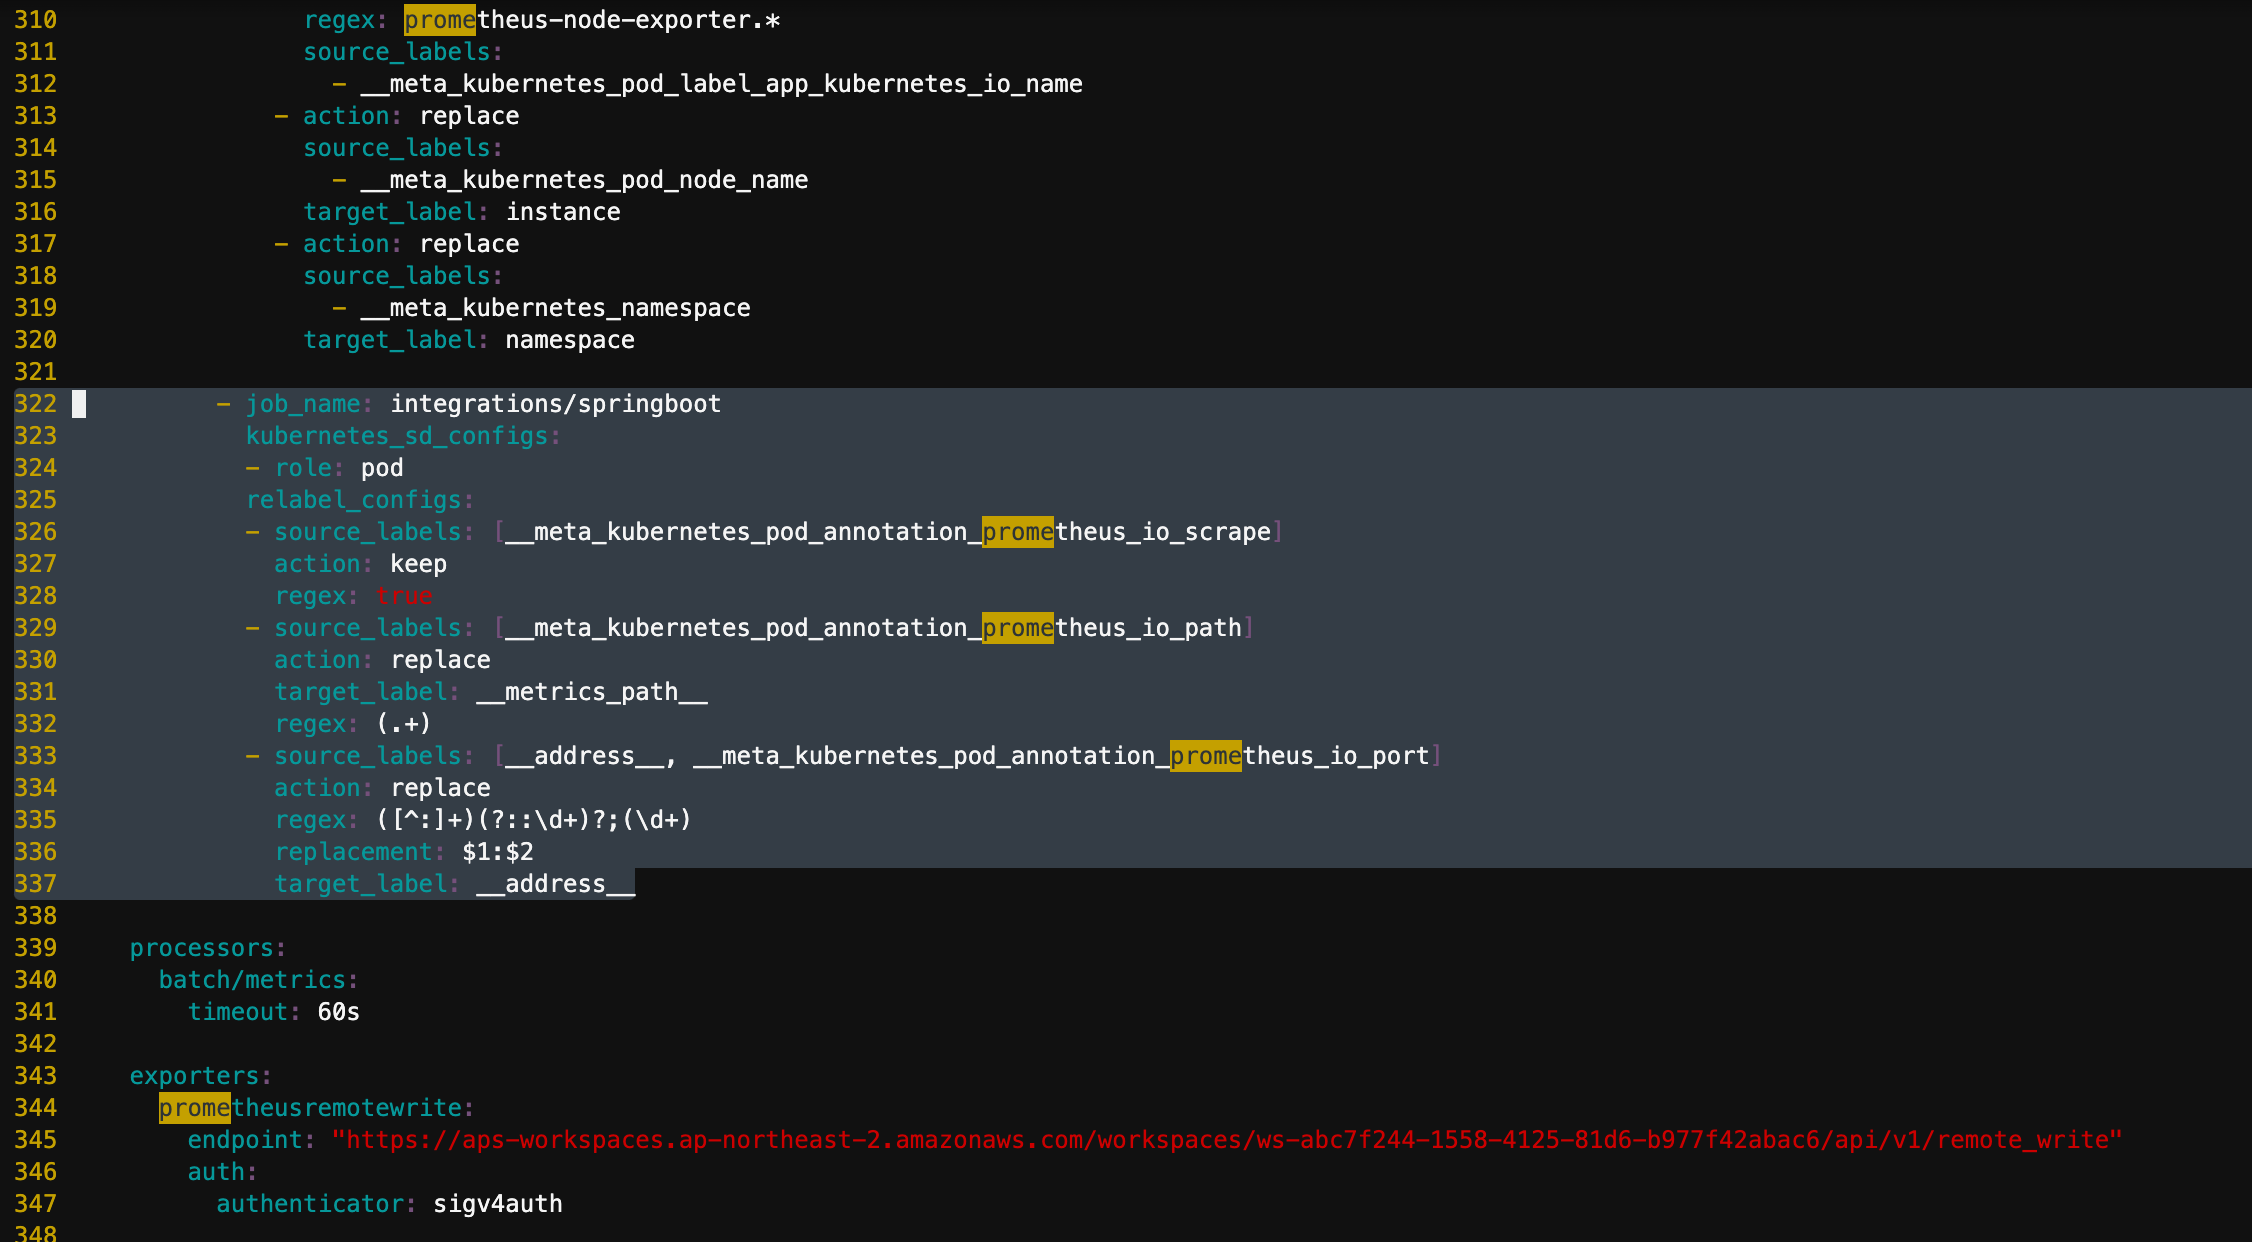 310                 regex: prometheus-node-exporter.*
311                 source_labels:
312                   - __meta_kubernetes_pod_label_app_kubernetes_io_name
313               - action: replace
314                 source_labels:
315                   - __meta_kubernetes_pod_node_name
316                 target_label: instance
317               - action: replace
318                 source_labels:
319                   - __meta_kubernetes_namespace
320                 target_label: namespace
321
322           - job_name: integrations/springboot
323             kubernetes_sd_configs:
324             - role: pod
325             relabel_configs:
326             - source_labels: [__meta_kubernetes_pod_annotation_prometheus_io_scrape]
327               action: keep
328               regex: true
329             - source_labels: [__meta_kubernetes_pod_annotation_prometheus_io_path]
330               action: replace
331               target_label: __metrics_path__
332               regex: (.+)
333             - source_labels: [__address__, __meta_kubernetes_pod_annotation_prometheus_io_port]
334               action: replace
335               regex: ([^:]+)(?::\d+)?;(\d+)
336               replacement: $1:$2
337               target_label: __address__
338
339     processors:
340       batch/metrics:
341         timeout: 60s
342
343     exporters:
344       prometheusremotewrite:
345         endpoint: "https://aps-workspaces.ap-northeast-2.amazonaws.com/workspaces/ws-abc7f244-1558-4125-81d6-b977f42abac6/api/v1/remote_write"
346         auth:
347           authenticator: sigv4auth
348